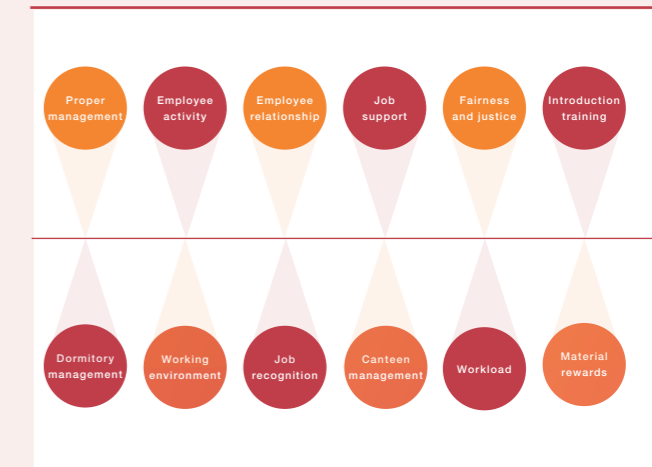 Proper
management
Employee
activity
Employee
relationship
Job
support
Fairness
and justice
Introduction
training
Dormitory
management
Working
environment
Job
recognition
Canteen
management
Workload
Material
rewards